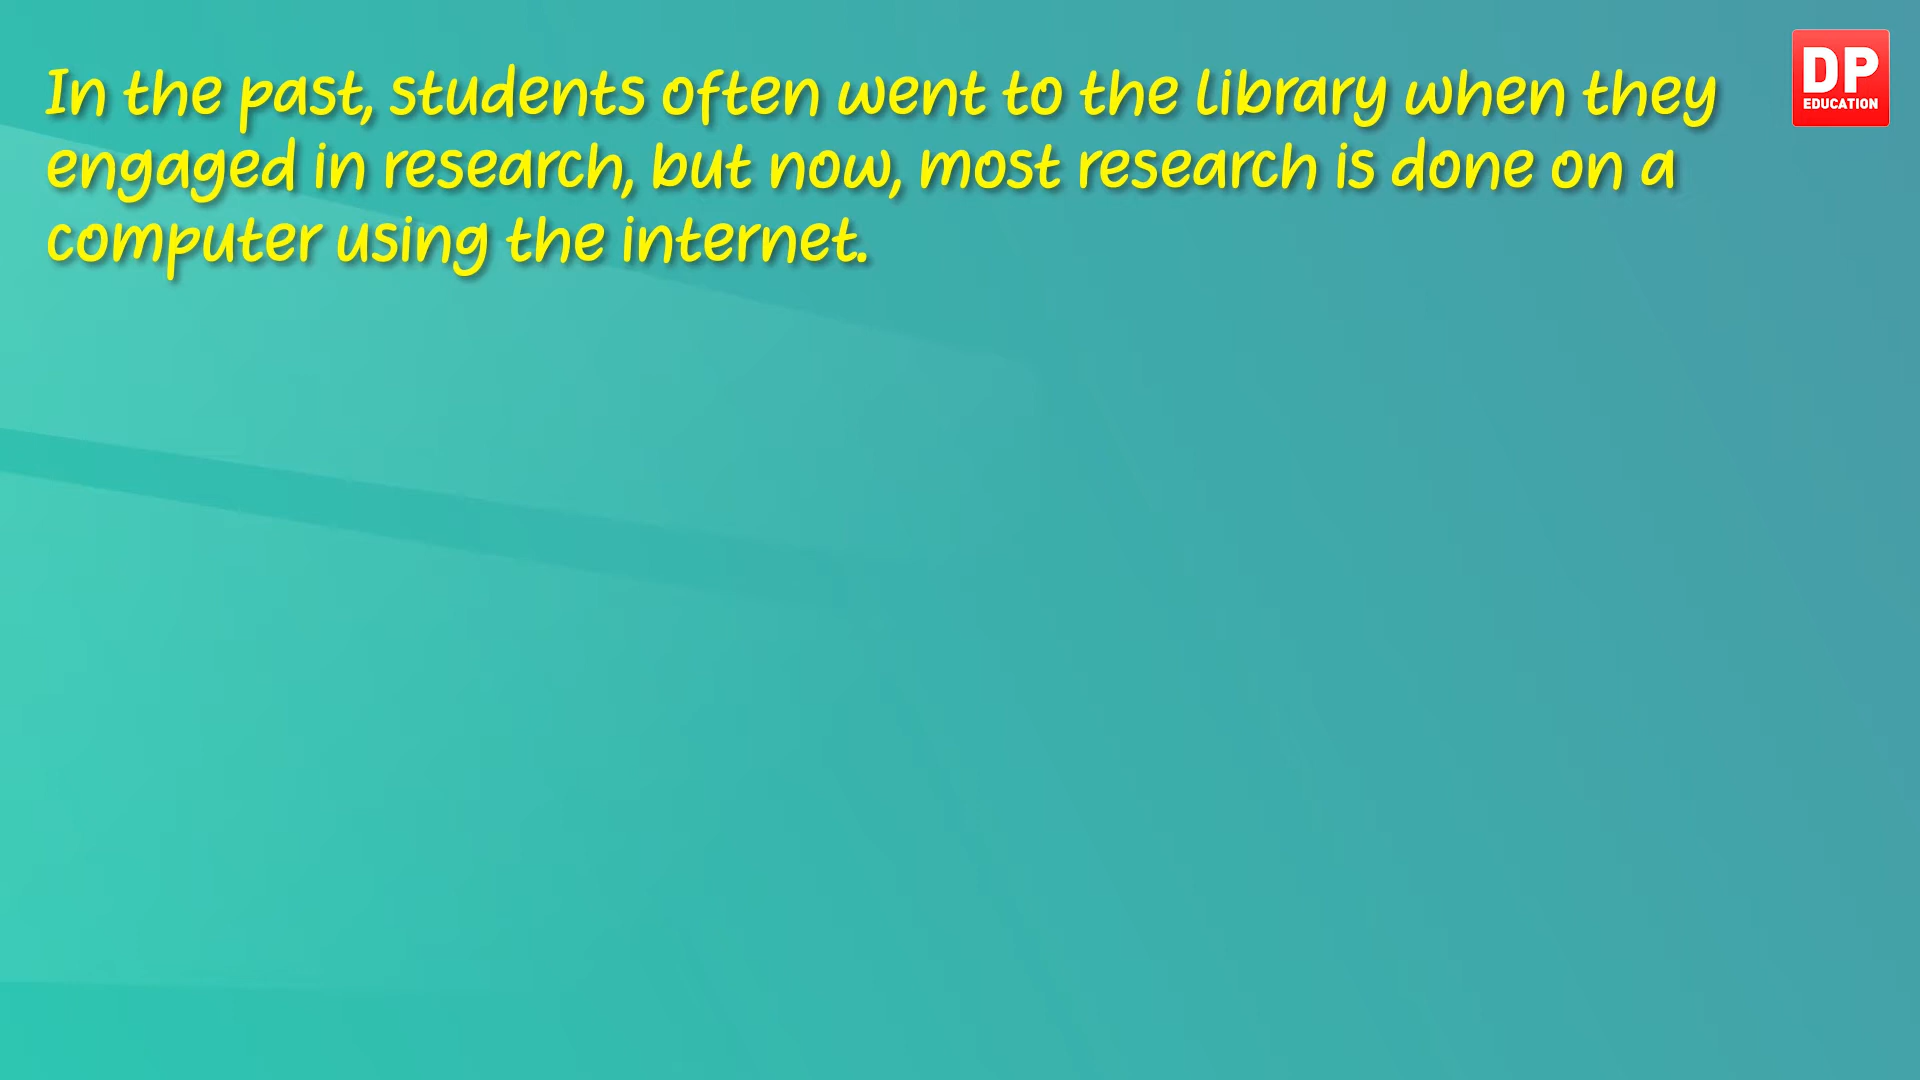 In the past, students often went to the library when they
engaged in research, but now, most research is done on a
computer using the internet.
DP
EDUCATION